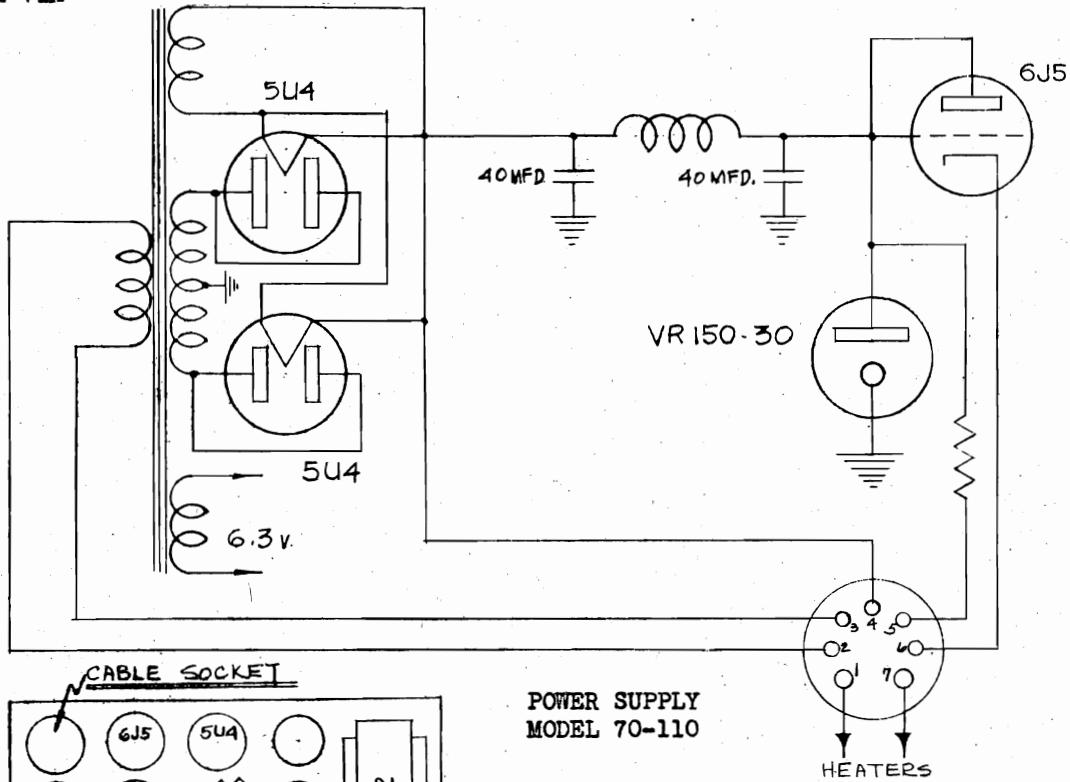 5U4
6J5
40 MFD.
40 MFD.
VR 150-30
5U4
6.3 V.
3 4 5
2 6
1 7
CABLE SOCKET
6J5 5U4
POWER SUPPLY
MODEL 70-110
HEATERS